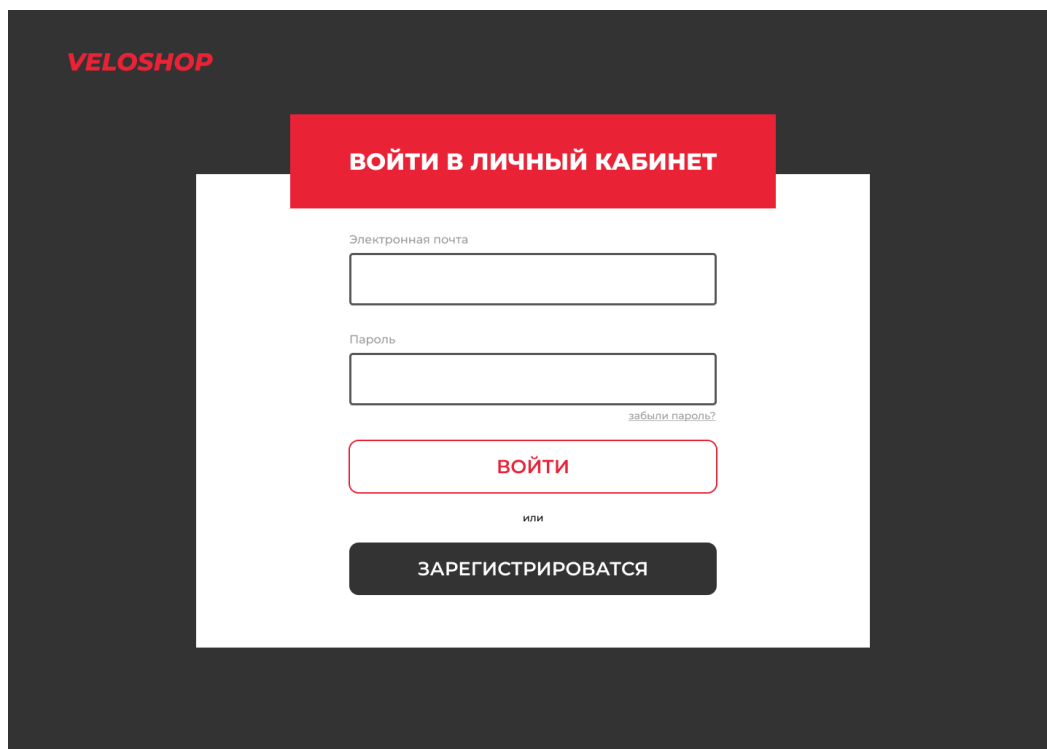 VELOSHOP
ВОЙТИ В ЛИЧНЫЙ КАБИНЕТ
Электронная почта
Пароль
забыли пароль?
ВОЙТИ
или
ЗАРЕГИСТРИРОВАТСЯ